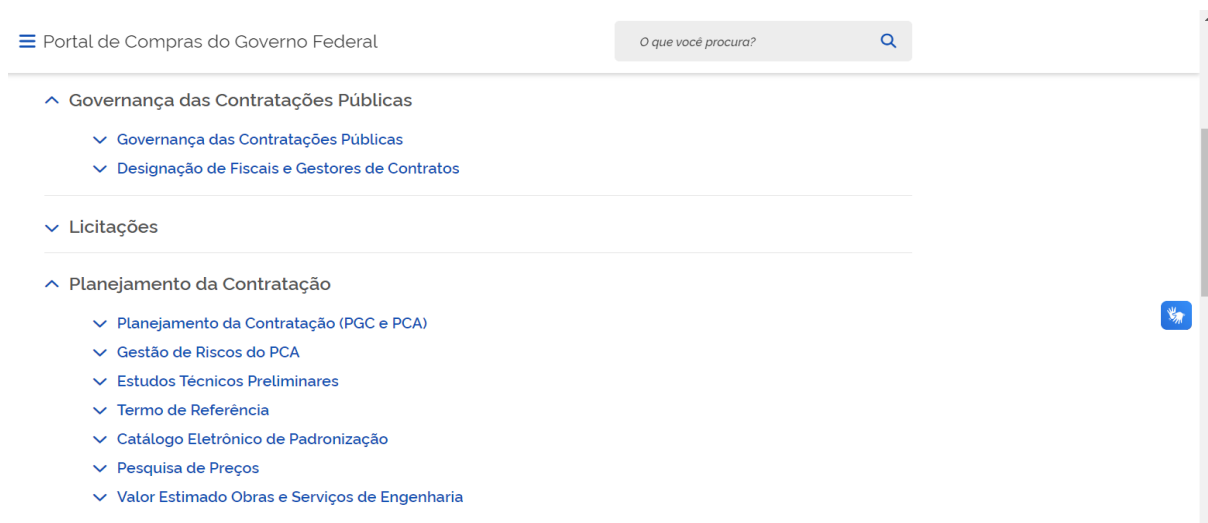 Portal de Compras do Governo Federal
O que você procura?
Governança das Contratações Públicas
Governança das Contratações Públicas
Designação de Fiscais e Gestores de Contratos
Licitações
Planejamento da Contratação
Planejamento da Contratação (PGC e PCA)
Gestão de Riscos do PCA
Estudos Técnicos Preliminares
Termo de Referência
Catálogo Eletrônico de Padronização
Pesquisa de Preços
Valor Estimado Obras e Serviços de Engenharia